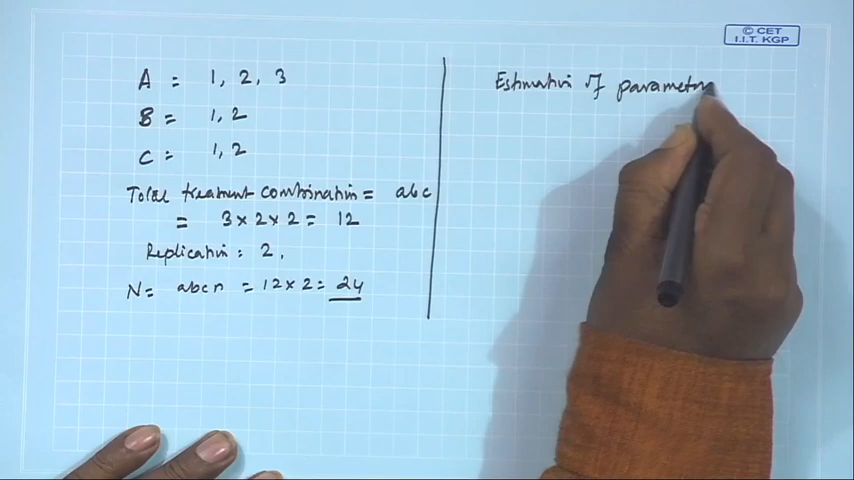 © CET
I.I.T. KGP
A = 1, 2, 3
B = 1, 2
C = 1, 2
Total treatment combination = abc
= 3 × 2 × 2 = 12
Replication : 2,
N = abcn = 12 × 2 = 24
Estimation of parameters